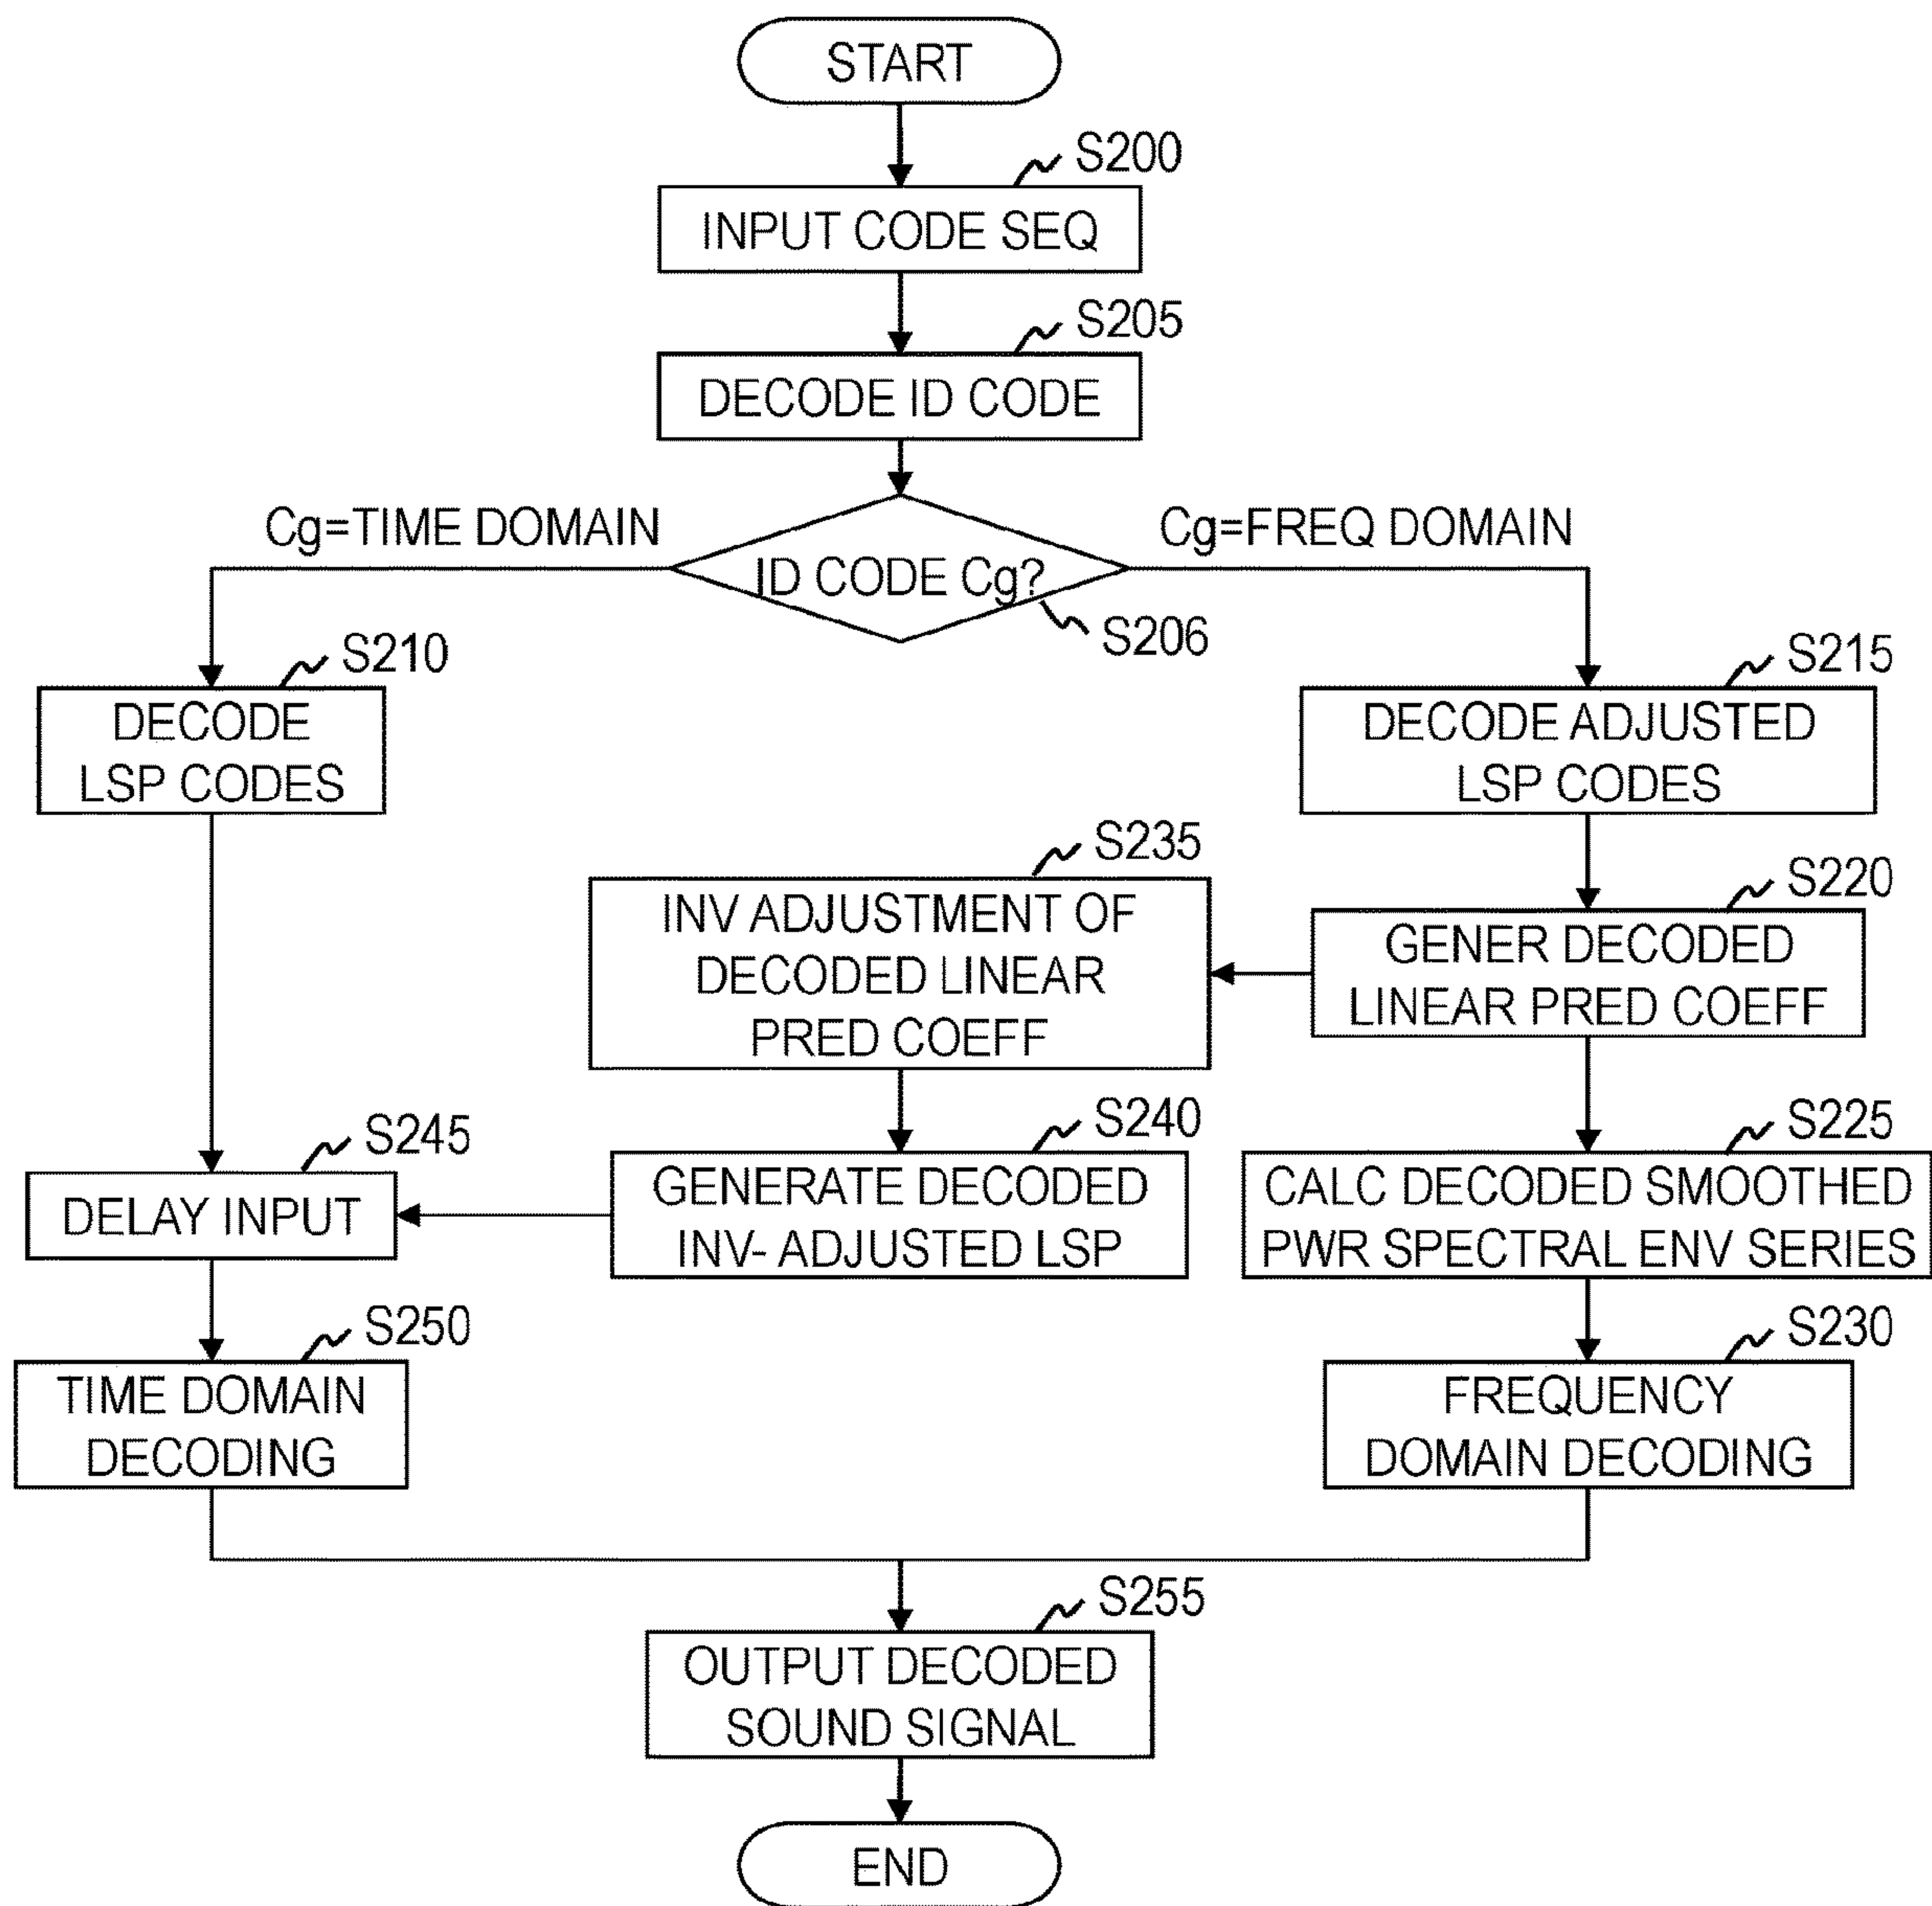 START
S200
INPUT CODE SEQ
S205
DECODE ID CODE
Cg=TIME DOMAIN
Cg=FREQ DOMAIN
ID CODE Cg?
S206
S210
DECODE
LSP CODES
S215
DECODE ADJUSTED
LSP CODES
S235
INV ADJUSTMENT OF
DECODED LINEAR
PRED COEFF
S220
GENER DECODED
LINEAR PRED COEFF
S245
DELAY INPUT
S240
GENERATE DECODED
INV- ADJUSTED LSP
S225
CALC DECODED SMOOTHED
PWR SPECTRAL ENV SERIES
S250
TIME DOMAIN
DECODING
S230
FREQUENCY
DOMAIN DECODING
S255
OUTPUT DECODED
SOUND SIGNAL
END